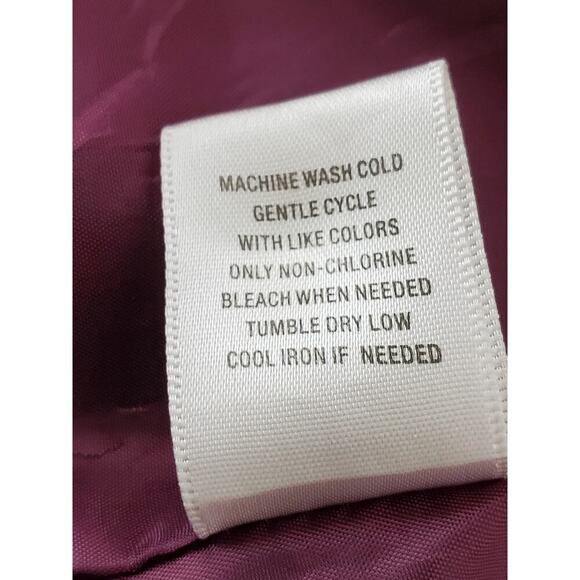 MACHINE WASH COLD
GENTLE CYCLE
WITH LIKE COLORS
ONLY NON-CHLORINE
BLEACH WHEN NEEDED
TUMBLE DRY LOW
COOL IRON IF NEEDED